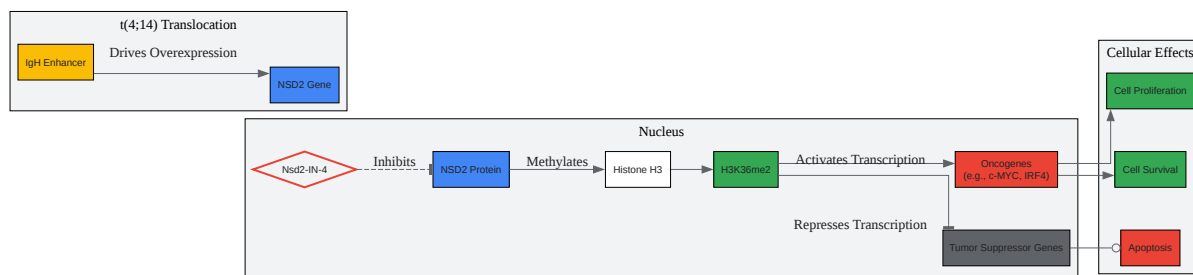 t(4;14) Translocation
IgH Enhancer
Drives Overexpression
NSD2 Gene
Nucleus
Nsd2-IN-4
Inhibits
NSD2 Protein
Methylates
Histone H3
H3K36me2
Activates Transcription
Oncogenes
(e.g., c-MYC, IRF4)
Represses Transcription
Tumor Suppressor Genes
Cellular Effects
Cell Proliferation
Cell Survival
Apoptosis